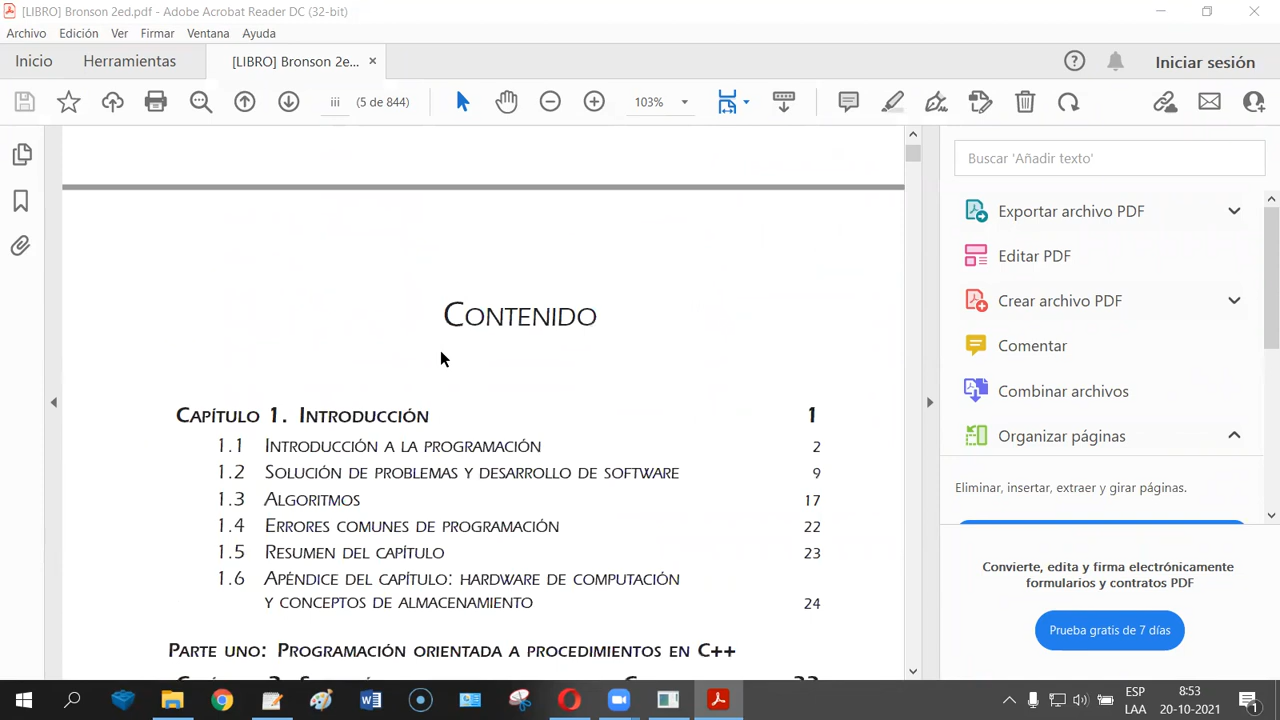 [LIBRO] Bronson 2ed.pdf - Adobe Acrobat Reader DC (32-bit)
Archivo Edición Ver Firmar Ventana Ayuda
Inicio Herramientas [LIBRO] Bronson 2e... × Iniciar sesión
iii (5 de 844) 103%
Buscar 'Añadir texto'
Exportar archivo PDF
Editar PDF
Crear archivo PDF
Comentar
Combinar archivos
Organizar páginas
Eliminar, insertar, extraer y girar páginas.
Convierte, edita y firma electrónicamente
formularios y contratos PDF
Prueba gratis de 7 días
CONTENIDO
CAPÍTULO 1. INTRODUCCIÓN 1
1.1 INTRODUCCIÓN A LA PROGRAMACIÓN 2
1.2 SOLUCIÓN DE PROBLEMAS Y DESARROLLO DE SOFTWARE 9
1.3 ALGORITMOS 17
1.4 ERRORES COMUNES DE PROGRAMACIÓN 22
1.5 RESUMEN DEL CAPÍTULO 23
1.6 APÉNDICE DEL CAPÍTULO: HARDWARE DE COMPUTACIÓN
Y CONCEPTOS DE ALMACENAMIENTO 24
PARTE UNO: PROGRAMACIÓN ORIENTADA A PROCEDIMIENTOS EN C++
ESP 8:53
LAA 20-10-2021 1